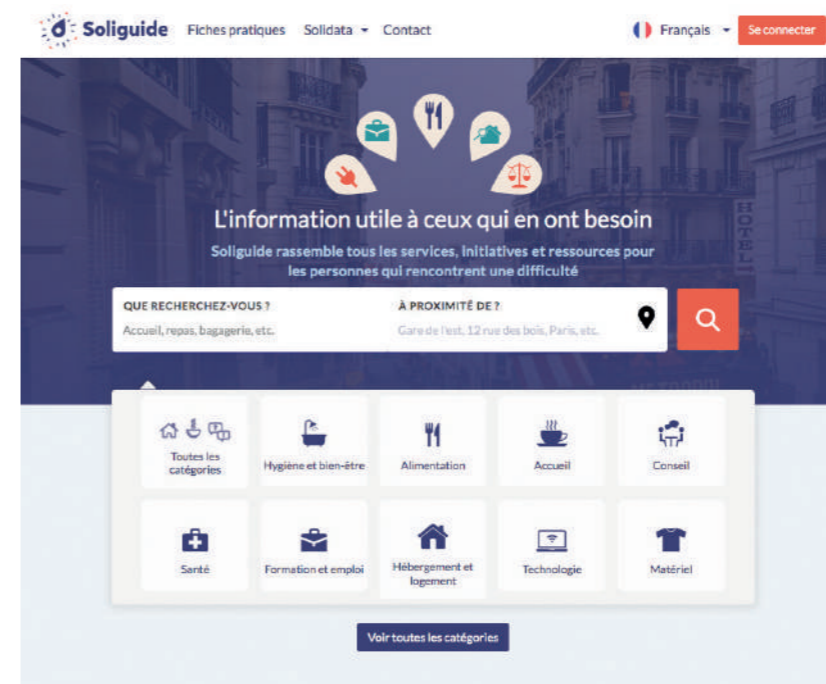 Soliguide Fiches pratiques Solidata Contact Français Se connecter
HOTEL
L'information utile à ceux qui en ont besoin
Soliguide rassemble tous les services, initiatives et ressources pour
les personnes qui rencontrent une difficulté
QUE RECHERCHEZ-VOUS ? À PROXIMITÉ DE ?
Accueil, repas, bagagerie, etc. Gare de l'est, 12 rue des bois, Paris, etc.
Toutes les
catégories
Hygiène et bien-être
Alimentation
Accueil
Conseil
Santé
Formation et emploi
Hébergement et
logement
Technologie
Matériel
Voir toutes les catégories